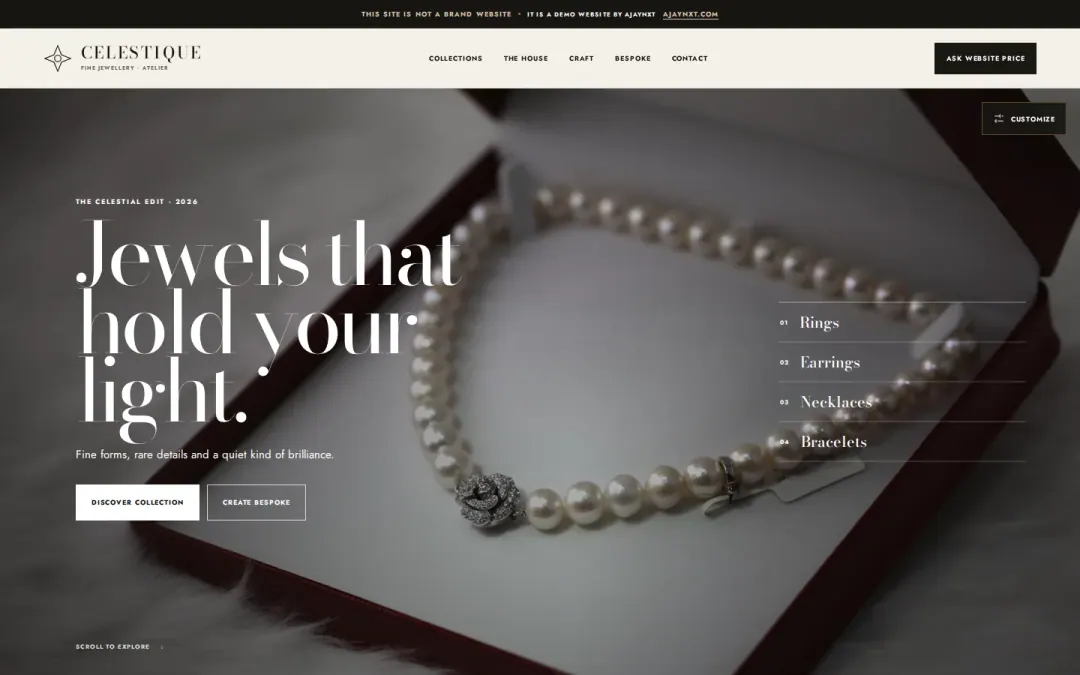 THIS SITE IS NOT A BRAND WEBSITE • IT IS A DEMO WEBSITE BY AJAYNXT AJAYNXT.COM
CELESTIQUE
FINE JEWELLERY · ATELIER
COLLECTIONS THE HOUSE CRAFT BESPOKE CONTACT
ASK WEBSITE PRICE
CUSTOMIZE
THE CELESTIAL EDIT · 2026
Jewels that
hold your
light.
Fine forms, rare details and a quiet kind of brilliance.
DISCOVER COLLECTION CREATE BESPOKE
01 Rings
02 Earrings
03 Necklaces
04 Bracelets
SCROLL TO EXPLORE ↓